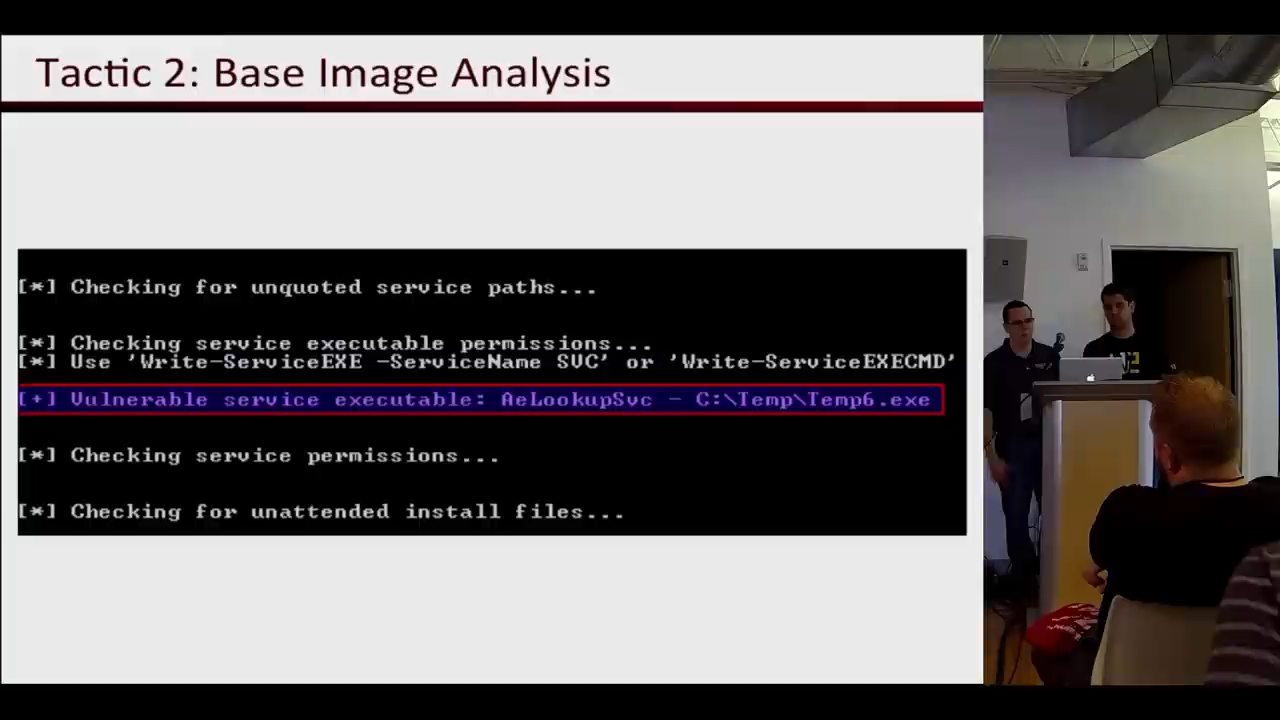 Tactic 2: Base Image Analysis
[*] Checking for unquoted service paths...
[*] Checking service executable permissions...
[*] Use 'Write-ServiceEXE -ServiceName SVC' or 'Write-ServiceEXECMD'
[+] Vulnerable service executable: AeLookupSvc - C:\Temp\Temp6.exe
[*] Checking service permissions...
[*] Checking for unattended install files...